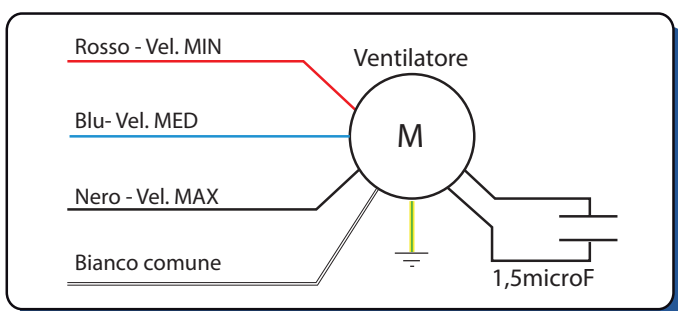 Rosso - Vel. MIN
Ventilatore
Blu- Vel. MED
M
Nero - Vel. MAX
Bianco comune
1,5microF